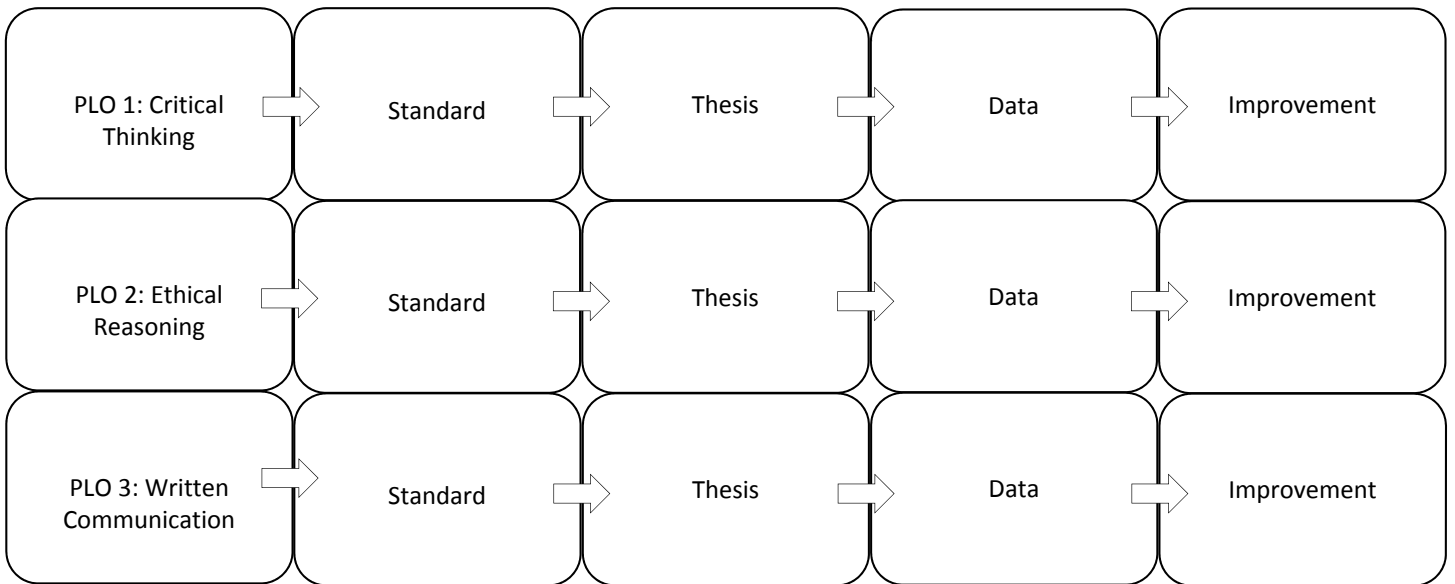 PLO 1: Critical
Thinking
Standard
Thesis
Data
Improvement
PLO 2: Ethical
Reasoning
Standard
Thesis
Data
Improvement
PLO 3: Written
Communication
Standard
Thesis
Data
Improvement